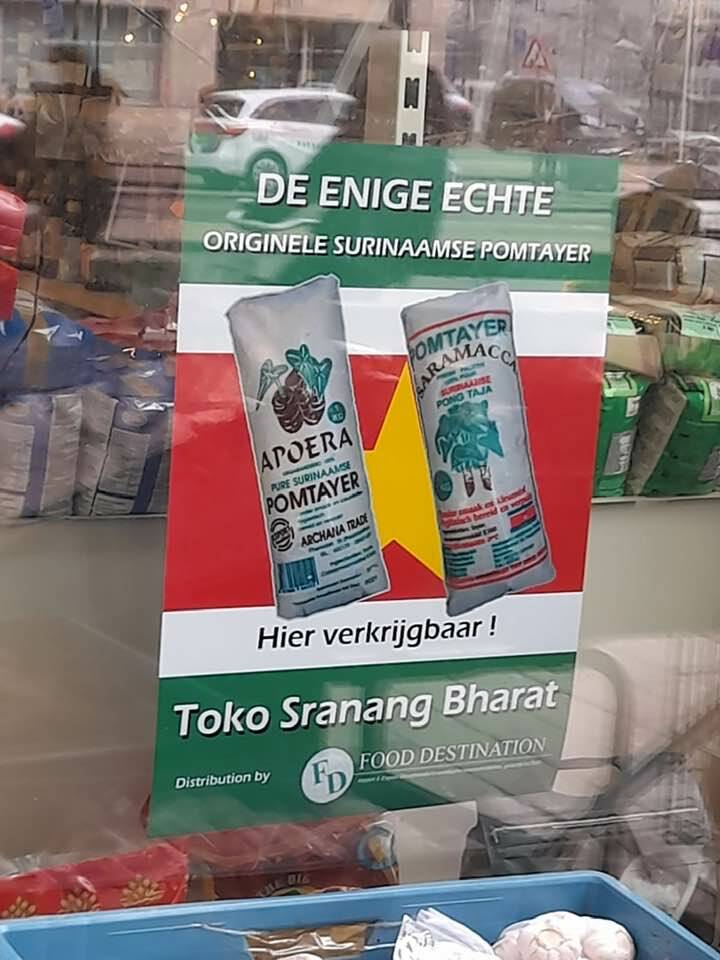 DE ENIGE ECHTE
ORIGINELE SURINAAMSE POMTAYER
APOERA
PURE SURINAAMSE
POMTAYER
ARCHANA TRADE
POMTAYER
SARAMACCA
SURINAAMSE
PONG TAJA
Hier verkrijgbaar !
Toko Sranang Bharat
Distribution by
FD
FOOD DESTINATION